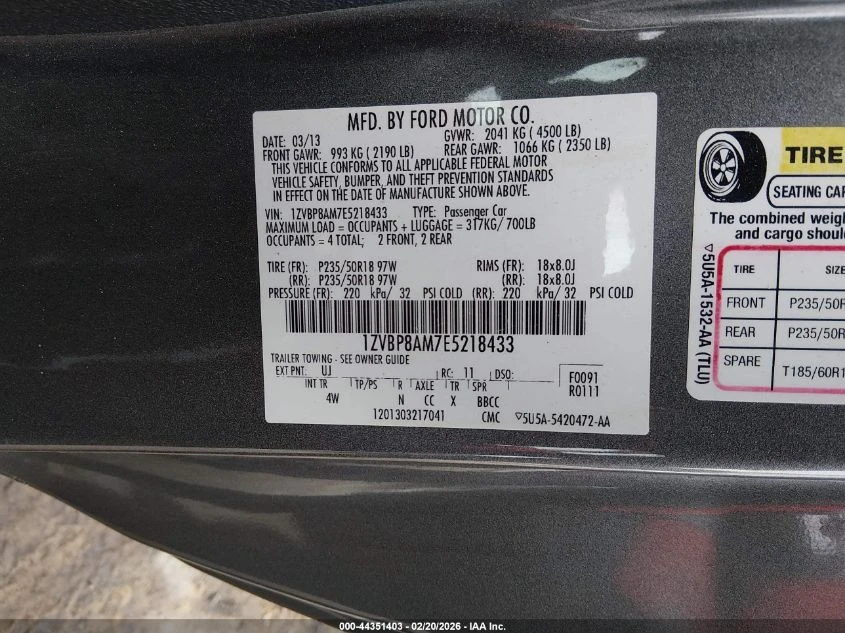 MFD. BY FORD MOTOR CO.
DATE: 03/13 GVWR: 2041 KG ( 4500 LB)
FRONT GAWR: 993 KG ( 2190 LB) REAR GAWR: 1066 KG ( 2350 LB)
THIS VEHICLE CONFORMS TO ALL APPLICABLE FEDERAL MOTOR
VEHICLE SAFETY, BUMPER, AND THEFT PREVENTION STANDARDS
IN EFFECT ON THE DATE OF MANUFACTURE SHOWN ABOVE.
VIN: 1ZVBP8AM7E5218433 TYPE: Passenger Car
MAXIMUM LOAD = OCCUPANTS + LUGGAGE = 317KG/ 700LB
OCCUPANTS = 4 TOTAL; 2 FRONT, 2 REAR
TIRE (FR): P235/50R18 97W RIMS (FR): 18x8.0J
(RR): P235/50R18 97W (RR): 18x8.0J
PRESSURE (FR): 220 kPa/ 32 PSI COLD (RR): 220 kPa/ 32 PSI COLD
1ZVBP8AM7E5218433
TRAILER TOWING - SEE OWNER GUIDE
EXT PNT: UJ RC: 11 DSO: F0091
INT TR TP/PS R AXLE TR SPR R0111
4W N CC X BBCC
1201303217041 CMC ▽5U5A-5420472-AA
TIRE
SEATING CA
The combined weigh
and cargo shoul
TIRE SIZE
FRONT P235/50R
REAR P235/50R
SPARE T185/60R1
▽5U5A-1532-AA (TLU)
000-44351403 - 02/20/2026 - IAA Inc.